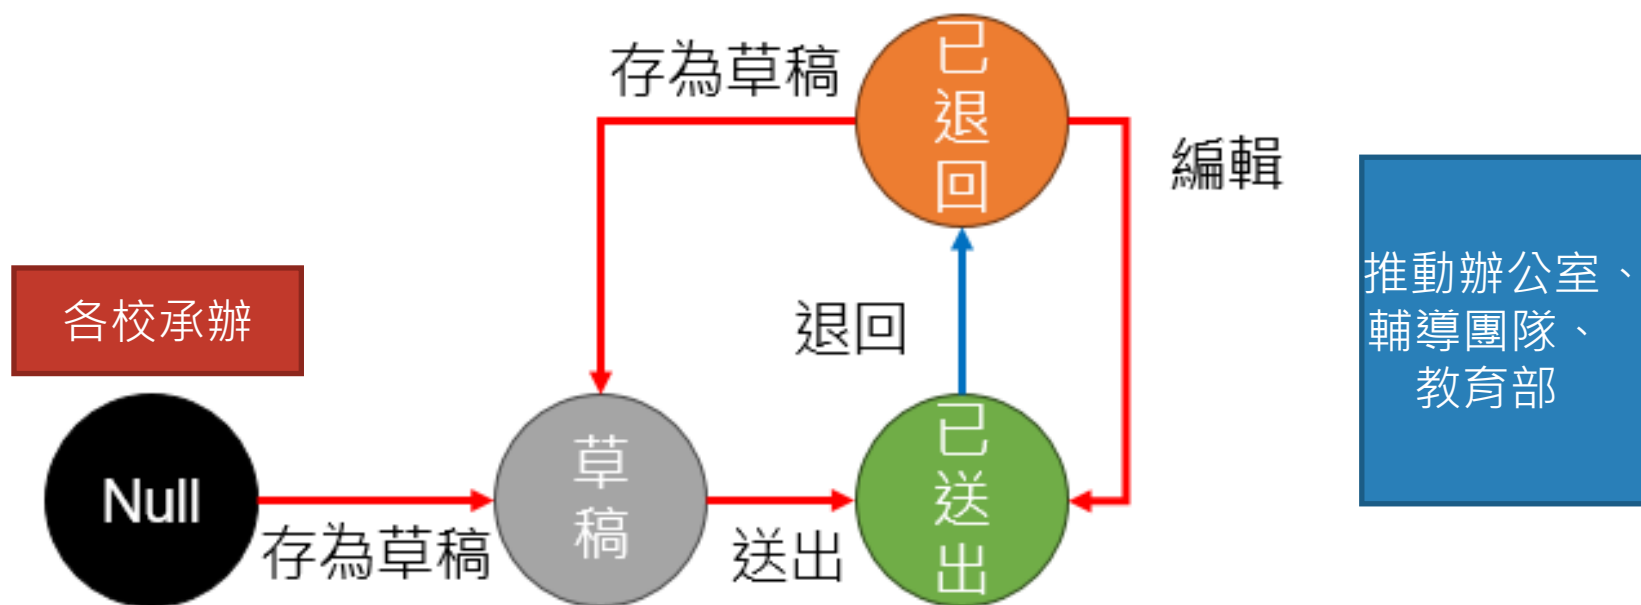 存為草稿
已
退
回
編輯
各校承辦
退回
推動辦公室、
輔導團隊、
教育部
Null
存為草稿
草
稿
送出
已
送
出